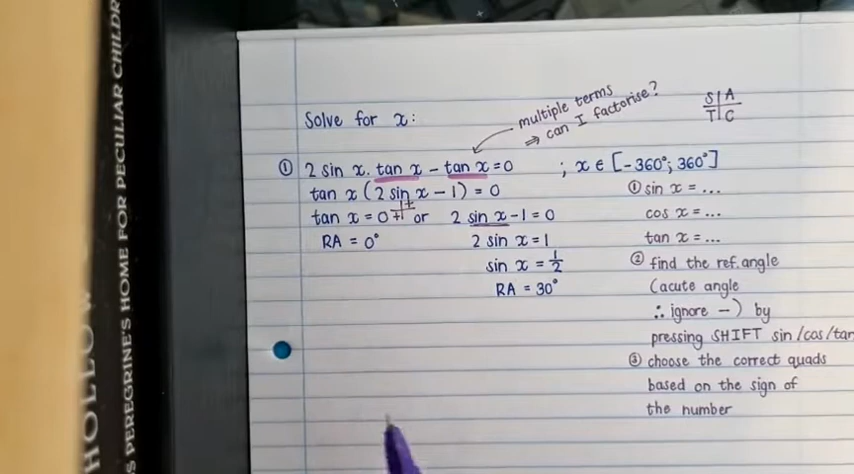 HOLLOW
S PEREGRINE'S HOME FOR PECULIAR CHILDR
Solve for x:
multiple terms
⇒ can I factorise?
S A
T C
① 2 sin x. tan x - tan x = 0 ; x ∈ [-360°; 360°]
tan x (2 sin x - 1) = 0
tan x = 0 or 2 sin x - 1 = 0
RA = 0° 2 sin x = 1
sin x = 1/2
RA = 30°
① sin x = ...
cos x = ...
tan x = ...
② find the ref. angle
(acute angle
∴ ignore -) by
pressing SHIFT sin/cos/tan
③ choose the correct quads
based on the sign of
the number